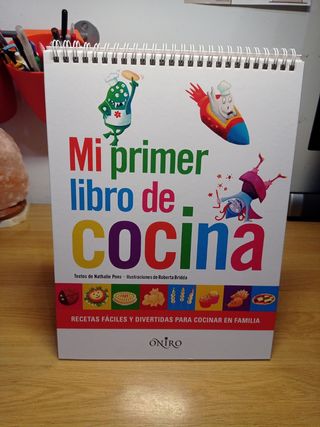 Mi primer
libro de
cocina
Textos de Nathalie Pons - Ilustraciones de Roberta Bridda
RECETAS FÁCILES Y DIVERTIDAS PARA COCINAR EN FAMILIA
ONIRO